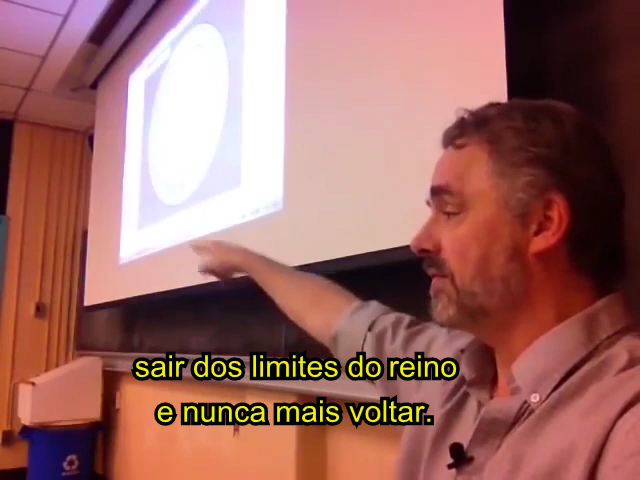 sair dos limites do reino
e nunca mais voltar.